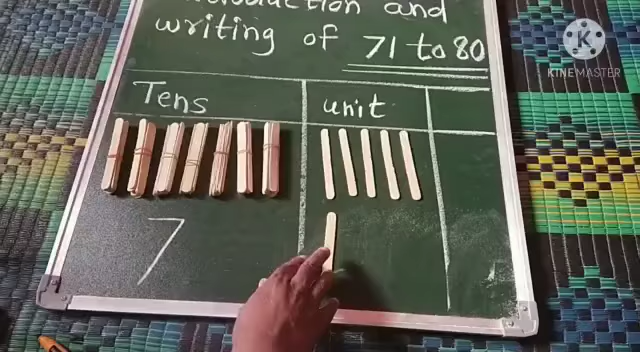 and
writing of 71 to 80
Tens unit
7
K
KINEMASTER